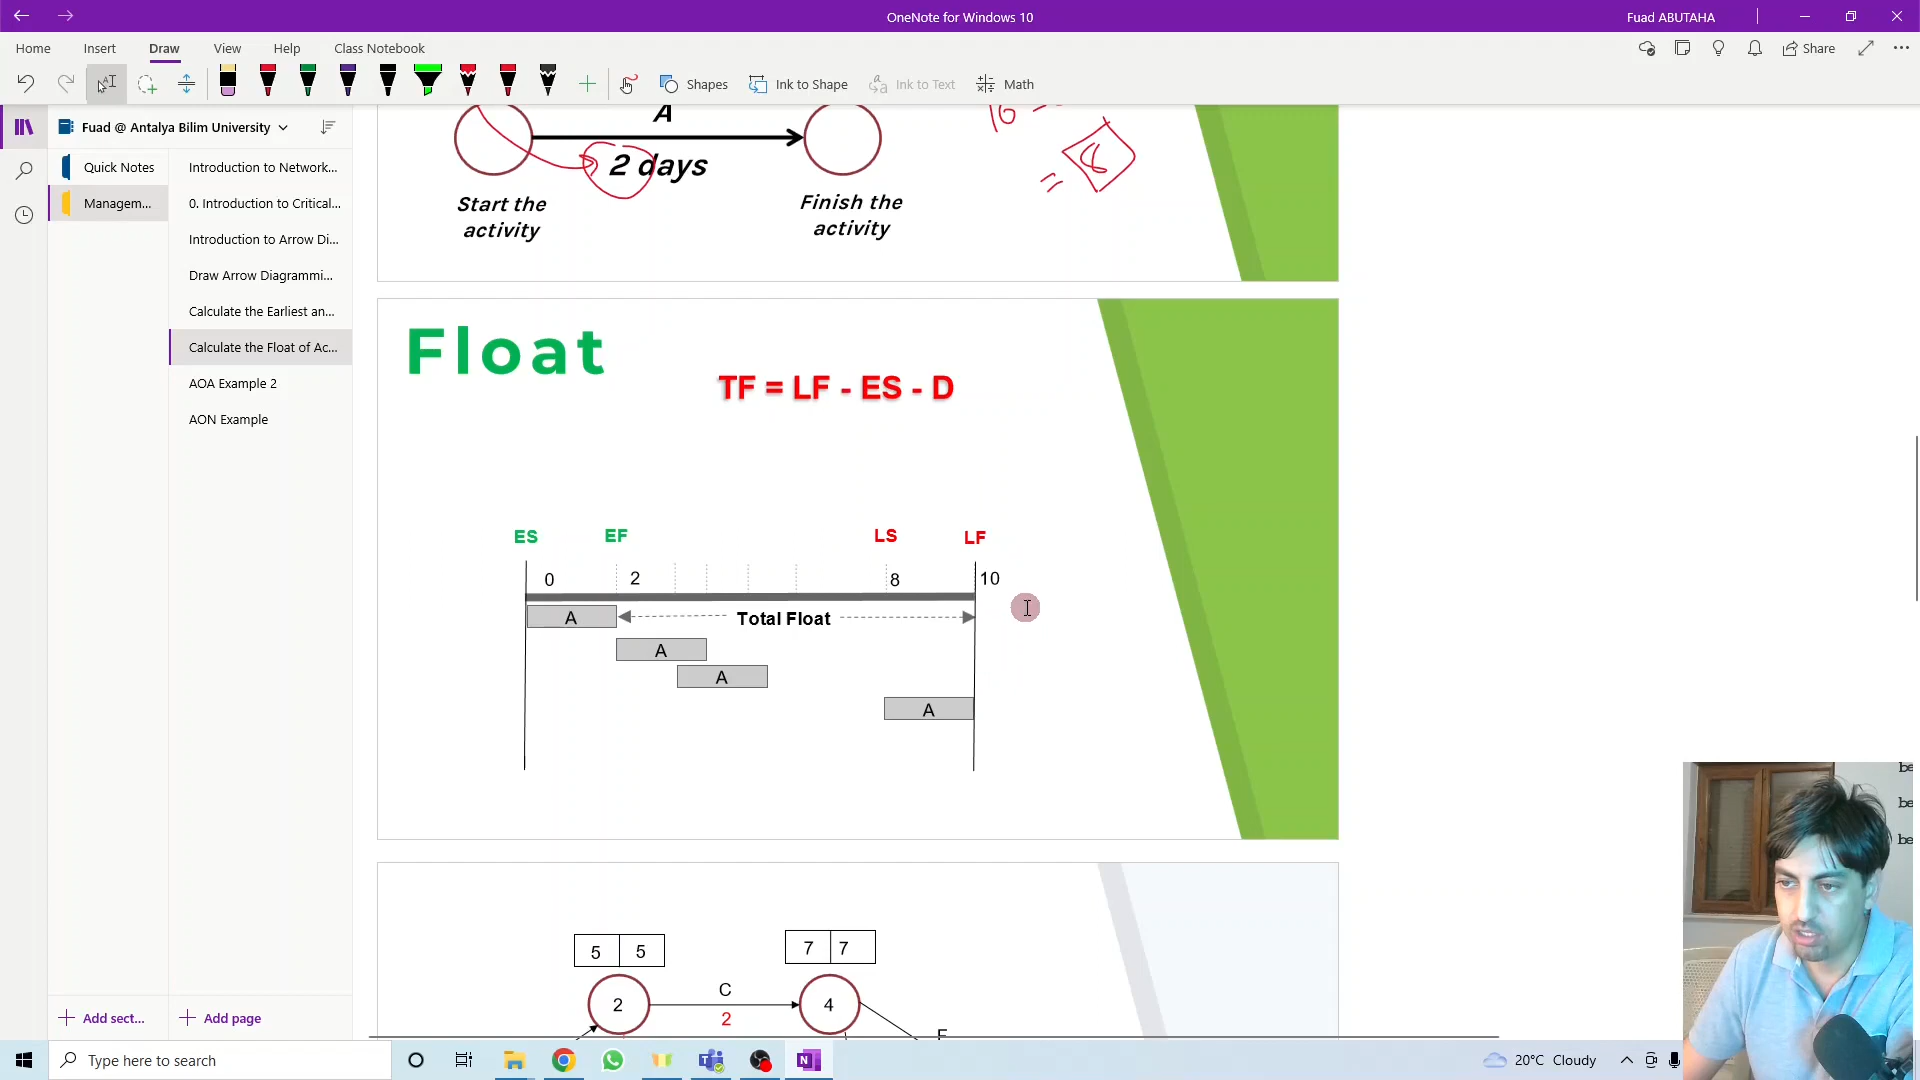 OneNote for Windows 10
Fuad ABUTAHA
Home Insert Draw View Help Class Notebook
Share
Shapes
Ink to Shape
Ink to Text
Math
Fuad @ Antalya Bilim University
Quick Notes
Managem...
Introduction to Network...
0. Introduction to Critical...
Introduction to Arrow Di...
Draw Arrow Diagrammi...
Calculate the Earliest an...
Calculate the Float of Ac...
AOA Example 2
AON Example
Add sect...
Add page
A
2 days
Start the
activity
Finish the
activity
10 -
= 8
Float
TF = LF - ES - D
ES EF LS LF
0 2 8 10
A
Total Float
A
A
A
5 5
7 7
2
C
2
4
be
be
be
Type here to search
20°C Cloudy